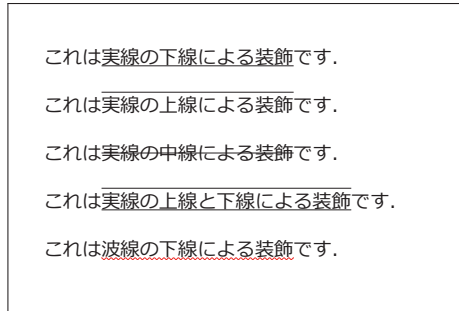 これは実線の下線による装飾です.
これは実線の上線による装飾です.
これは実線の中線による装飾です.
これは実線の上線と下線による装飾です.
これは波線の下線による装飾です.